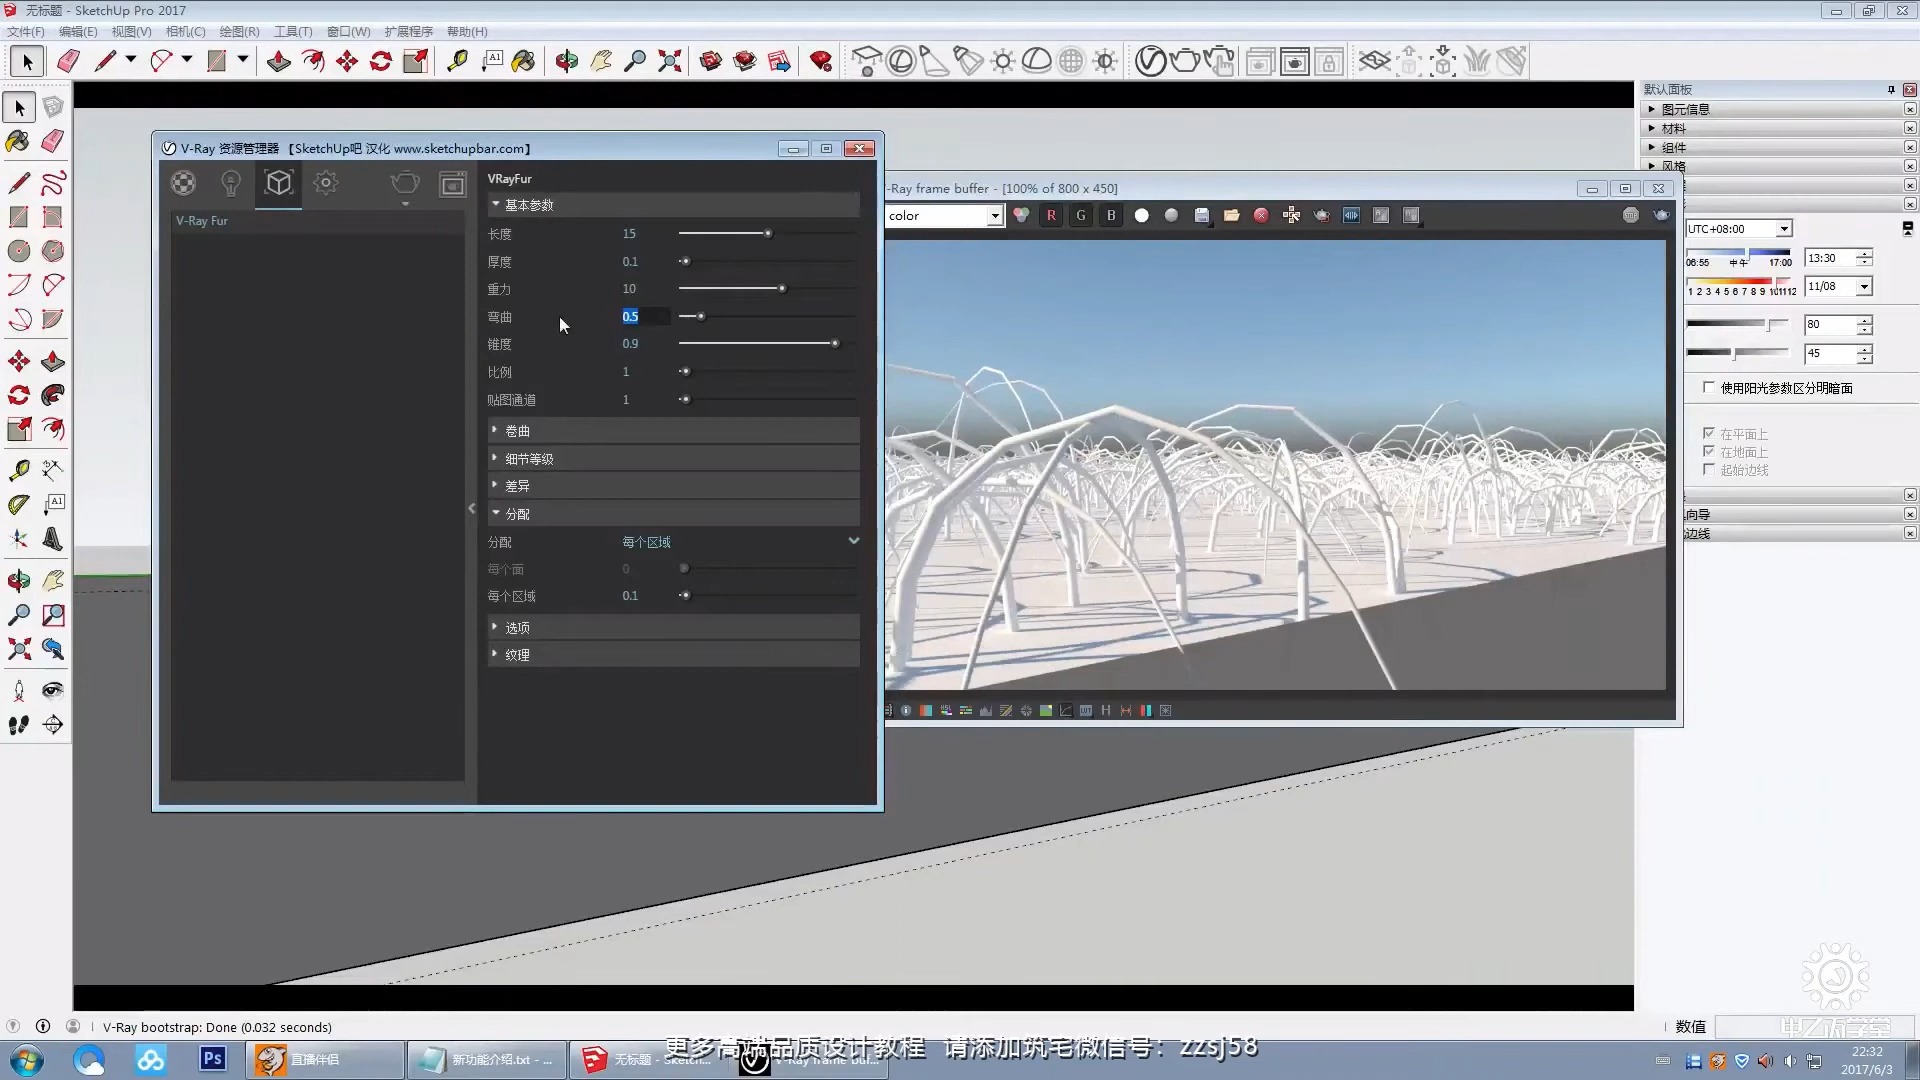 无标题 - SketchUp Pro 2017
文件(F) 编辑(E) 视图(V) 相机(C) 绘图(R) 工具(T) 窗口(W) 扩展程序 帮助(H)
默认面板
图元信息
材料
组件
风格
V-Ray 资源管理器 【SketchUp吧 汉化 www.sketchupbar.com】
V-Ray Fur
VRayFur
基本参数
长度 15
厚度 0.1
重力 10
弯曲 0.5
锥度 0.9
比例 1
贴图通道 1
卷曲
细节等级
差异
分配
分配 每个区域
每个面 0
每个区域 0.1
选项
纹理
-Ray frame buffer - [100% of 800 x 450]
color
R G B
UTC+08:00
06:55 中午 17:00 13:30
1 2 3 4 5 6 7 8 9 10 11 12 11/08
80
45
使用阳光参数区分明暗面
在平面上
在地面上
起始边线
向导
边线
V-Ray bootstrap: Done (0.032 seconds)
数值
直播伴侣
新功能介绍.txt - ...
无标题 - Sketc...
V-Ray frame buf...
Ps
更多高端品质设计教程 请添加筑宅微信号：zzsj58
22:32
2017/6/3